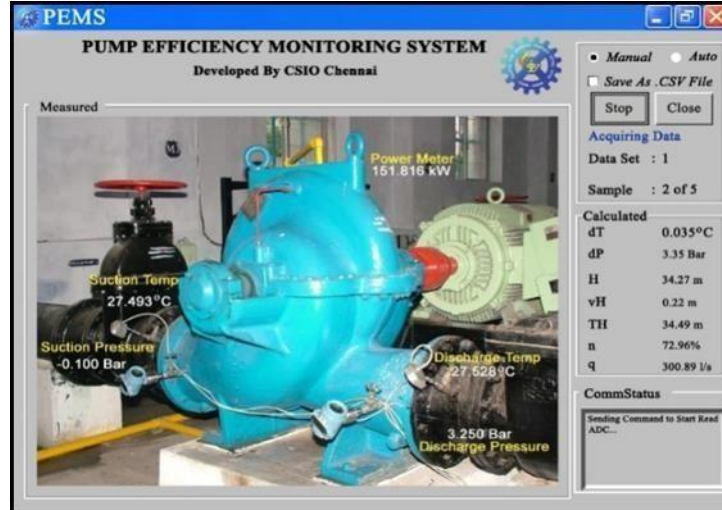 PEMS
PUMP EFFICIENCY MONITORING SYSTEM
Developed By CSIO Chennai
Measured
Power Meter
151.816 kW
Suction Temp
27.493°C
Suction Pressure
-0.100 Bar
Discharge Temp
27.528°C
3.250 Bar
Discharge Pressure
Manual Auto
Save As .CSV File
Stop Close
Acquiring Data
Data Set : 1
Sample : 2 of 5
Calculated
dT 0.035°C
dP 3.35 Bar
H 34.27 m
vH 0.22 m
TH 34.49 m
n 72.96%
q 300.89 l/s
CommStatus
Sending Command to Start Read
ADC...